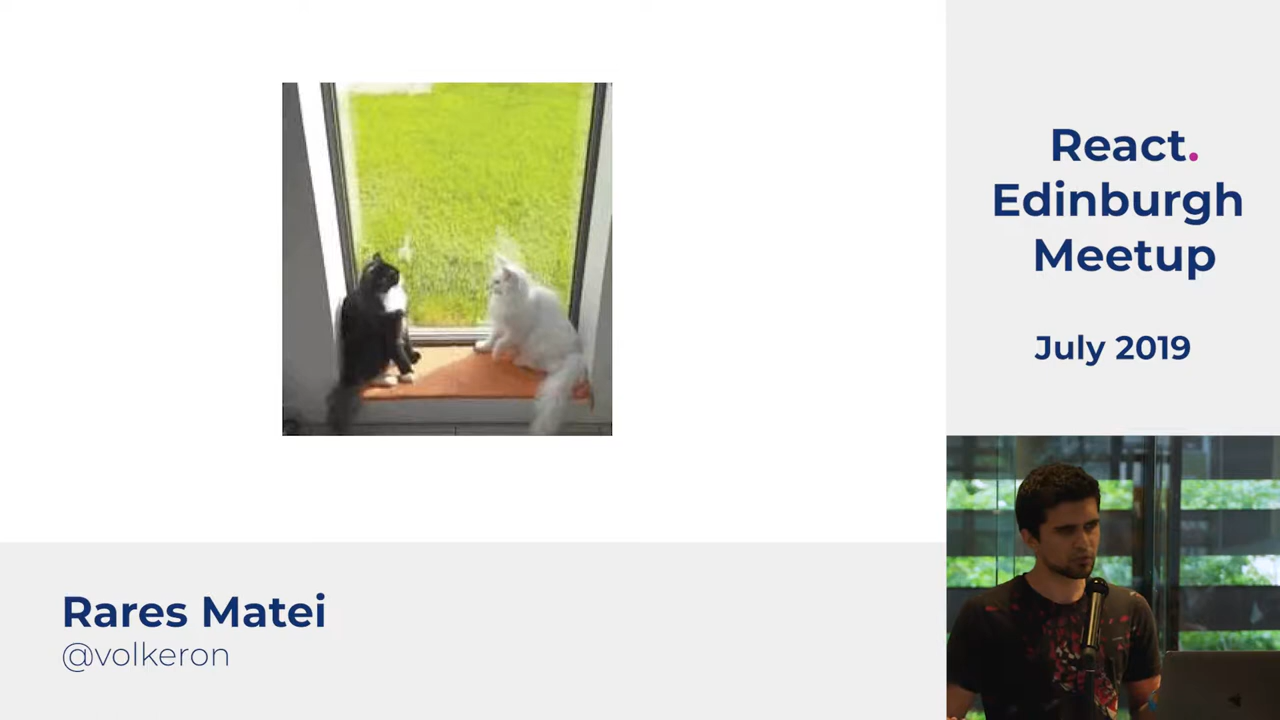 React.
Edinburgh
Meetup
July 2019
Rares Matei
@volkeron